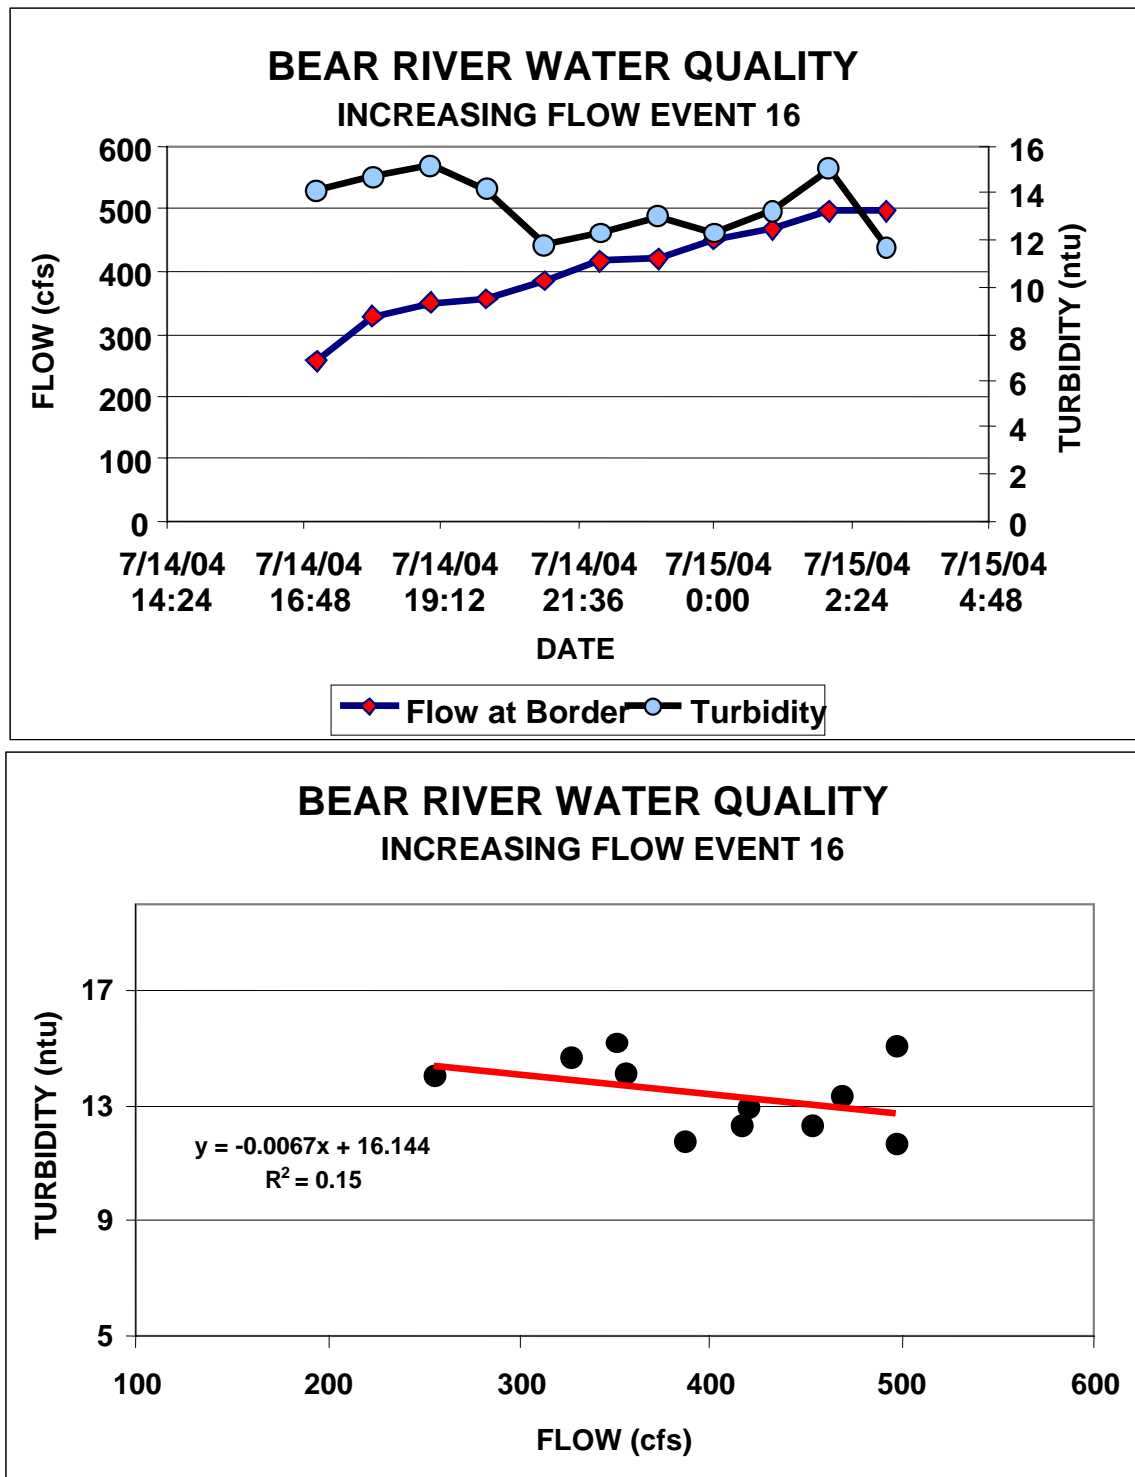 BEAR RIVER WATER QUALITY
INCREASING FLOW EVENT 16
600
500
400
300
200
100
0
FLOW (cfs)
16
14
12
10
8
6
4
2
0
TURBIDITY (ntu)
7/14/04 7/14/04 7/14/04 7/14/04 7/15/04 7/15/04 7/15/04
14:24 16:48 19:12 21:36 0:00 2:24 4:48
DATE
Flow at Border Turbidity
BEAR RIVER WATER QUALITY
INCREASING FLOW EVENT 16
17
13
9
5
TURBIDITY (ntu)
y = -0.0067x + 16.144
R² = 0.15
100 200 300 400 500 600
FLOW (cfs)